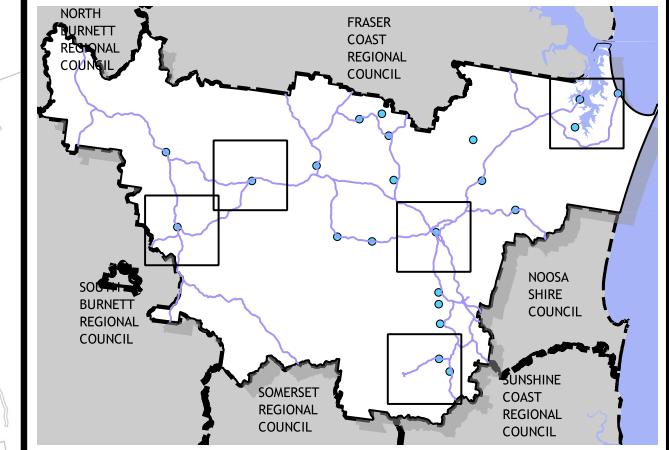 NORTH
BURNETT
REGIONAL
COUNCIL
FRASER
COAST
REGIONAL
COUNCIL
SOUTH
BURNETT
REGIONAL
COUNCIL
NOOSA
SHIRE
COUNCIL
SOMERSET
REGIONAL
COUNCIL
SUNSHINE
COAST
REGIONAL
COUNCIL